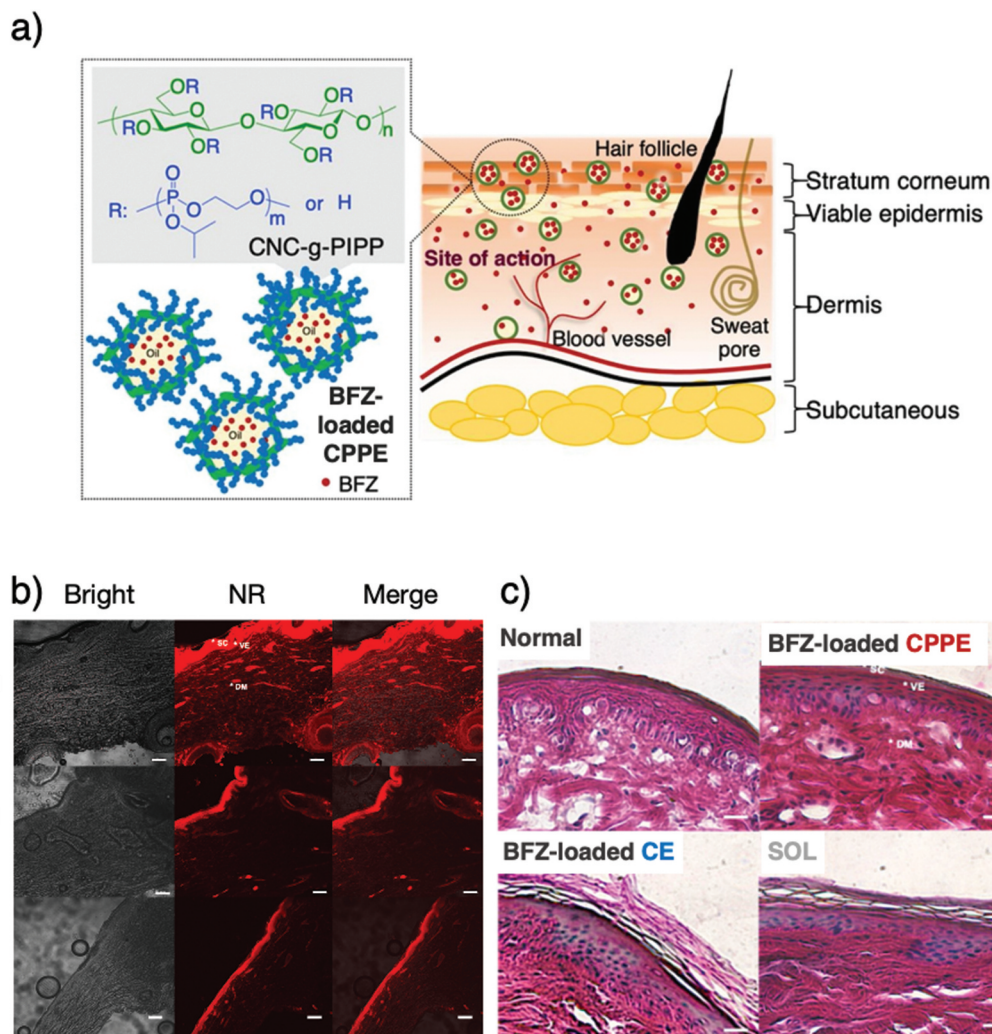 a)
OR
OR
OR
O
O
RO
O
RO
RO
O
n
OR
OR
O
R:
P
O
O
m
or H
O
CNC-g-PIPP
Oil
Oil
Oil
BFZ-
loaded
CPPE
BFZ
Hair follicle
Site of action
Blood vessel
Sweat
pore
Stratum corneum
Viable epidermis
Dermis
Subcutaneous
b)
Bright
NR
Merge
* SC
* VE
* DM
c)
Normal
BFZ-loaded CPPE
SC
* VE
* DM
BFZ-loaded CE
SOL